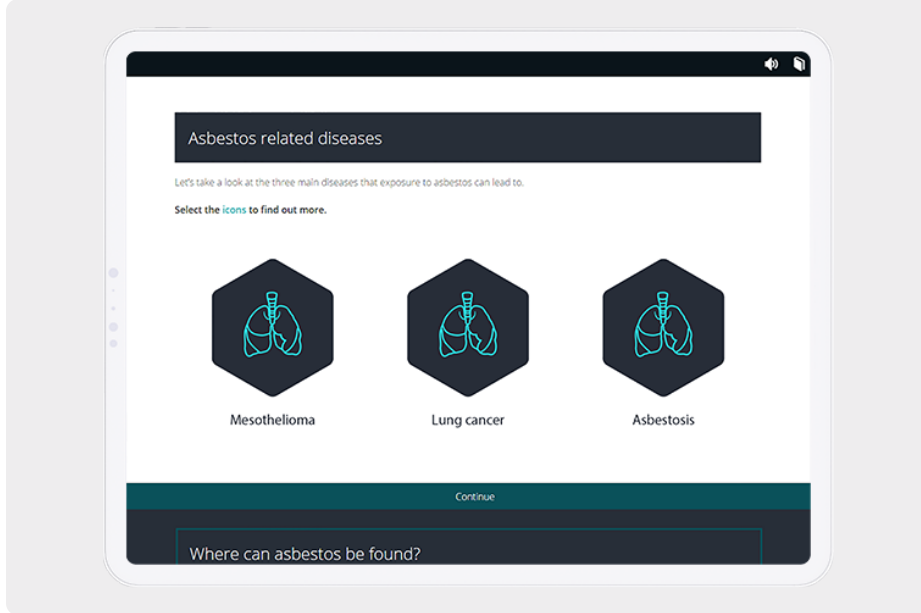 Asbestos related diseases
Let's take a look at the three main diseases that exposure to asbestos can lead to.
Select the icons to find out more.
Mesothelioma
Lung cancer
Asbestosis
Continue
Where can asbestos be found?